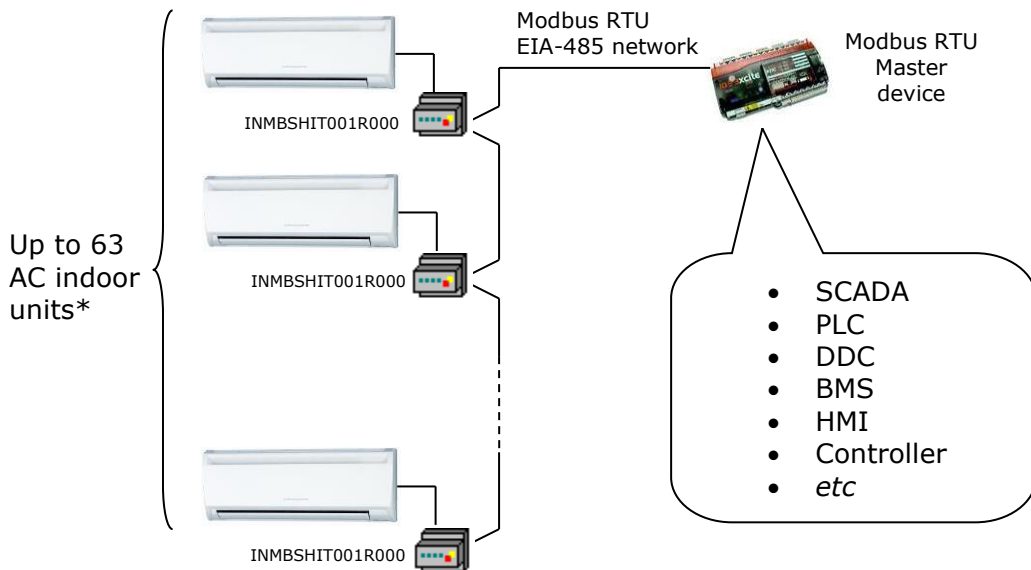 Modbus RTU
EIA-485 network
Modbus RTU
Master
device
INMBSHIT001R000
INMBSHIT001R000
Up to 63
AC indoor
units*
• SCADA
• PLC
• DDC
• BMS
• HMI
• Controller
• etc
INMBSHIT001R000